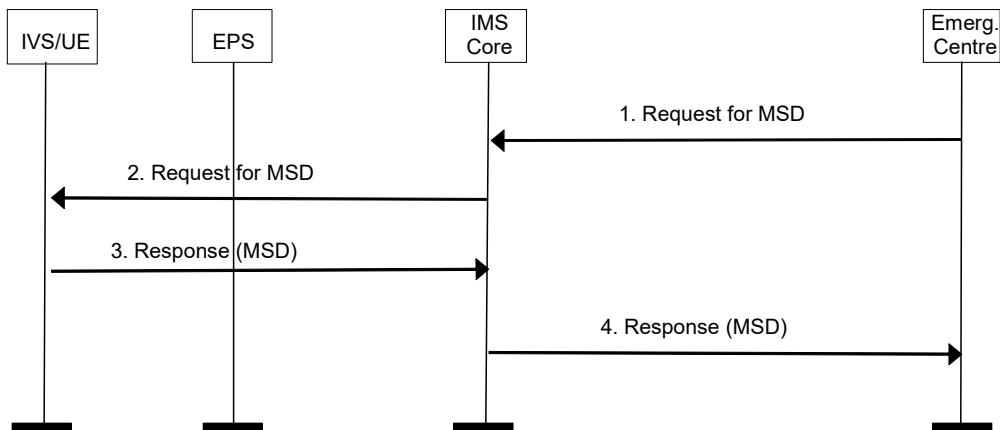 IVS/UE
EPS
IMS
Core
Emerg.
Centre
1. Request for MSD
2. Request for MSD
3. Response (MSD)
4. Response (MSD)